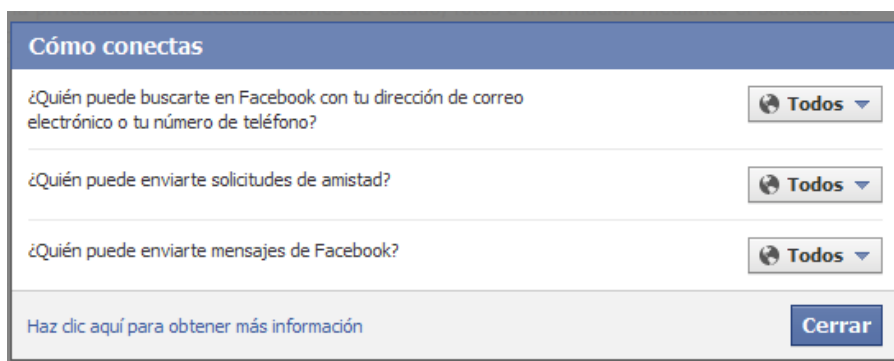 Cómo conectas
¿Quién puede buscarte en Facebook con tu dirección de correo
electrónico o tu número de teléfono?
Todos
¿Quién puede enviarte solicitudes de amistad?
Todos
¿Quién puede enviarte mensajes de Facebook?
Todos
Haz clic aquí para obtener más información
Cerrar